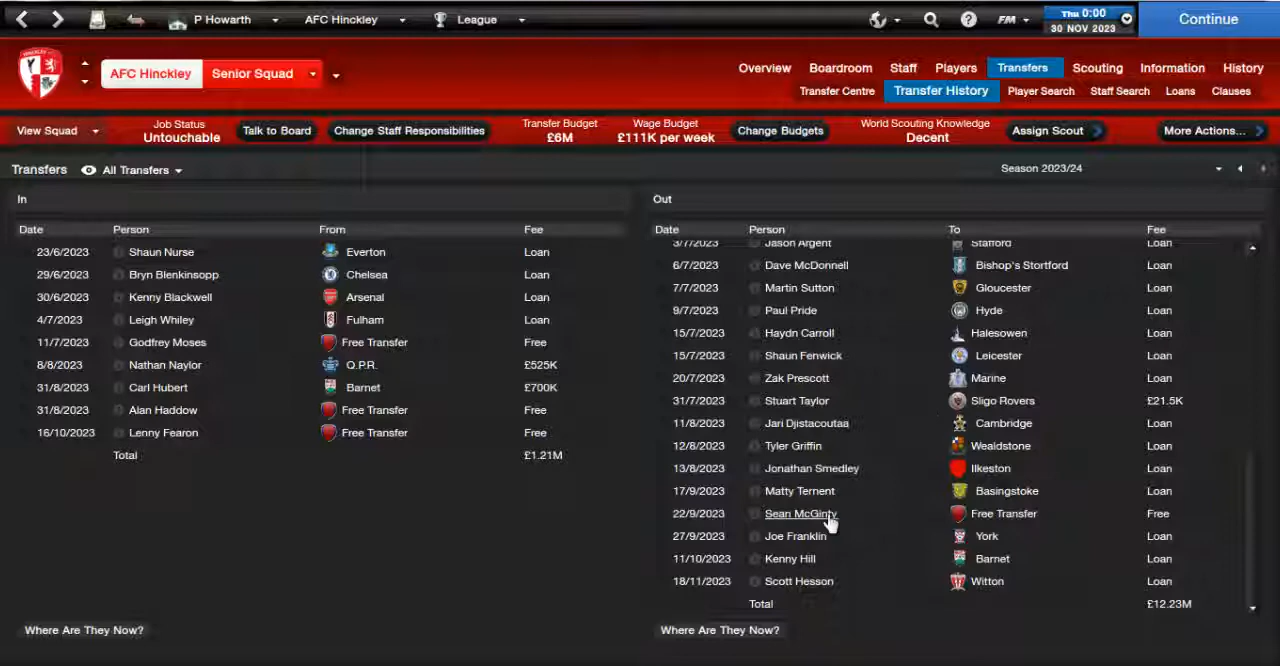 P Howarth AFC Hinckley League FM Thu 0:00 30 NOV 2023 Continue
AFC Hinckley Senior Squad
Overview Boardroom Staff Players Transfers Scouting Information History
Transfer Centre Transfer History Player Search Staff Search Loans Clauses
View Squad Job Status Untouchable Talk to Board Change Staff Responsibilities Transfer Budget £6M Wage Budget £111K per week Change Budgets World Scouting Knowledge Decent Assign Scout More Actions...
Transfers All Transfers Season 2023/24
In
Date Person From Fee
23/6/2023 Shaun Nurse Everton Loan
29/6/2023 Bryn Blenkinsopp Chelsea Loan
30/6/2023 Kenny Blackwell Arsenal Loan
4/7/2023 Leigh Whiley Fulham Loan
11/7/2023 Godfrey Moses Free Transfer Free
8/8/2023 Nathan Naylor Q.P.R. £525K
31/8/2023 Carl Hubert Barnet £700K
31/8/2023 Alan Haddow Free Transfer Free
16/10/2023 Lenny Fearon Free Transfer Free
Total £1.21M
Where Are They Now?
Out
Date Person To Fee
3/7/2023 Jason Argent Stafford Loan
6/7/2023 Dave McDonnell Bishop's Stortford Loan
7/7/2023 Martin Sutton Gloucester Loan
9/7/2023 Paul Pride Hyde Loan
15/7/2023 Haydn Carroll Halesowen Loan
15/7/2023 Shaun Fenwick Leicester Loan
20/7/2023 Zak Prescott Marine Loan
31/7/2023 Stuart Taylor Sligo Rovers £21.5K
11/8/2023 Jari Djistacoutaa Cambridge Loan
12/8/2023 Tyler Griffin Wealdstone Loan
13/8/2023 Jonathan Smedley Ilkeston Loan
17/9/2023 Matty Ternent Basingstoke Loan
22/9/2023 Sean McGinty Free Transfer Free
27/9/2023 Joe Franklin York Loan
11/10/2023 Kenny Hill Barnet Loan
18/11/2023 Scott Hesson Witton Loan
Total £12.23M
Where Are They Now?